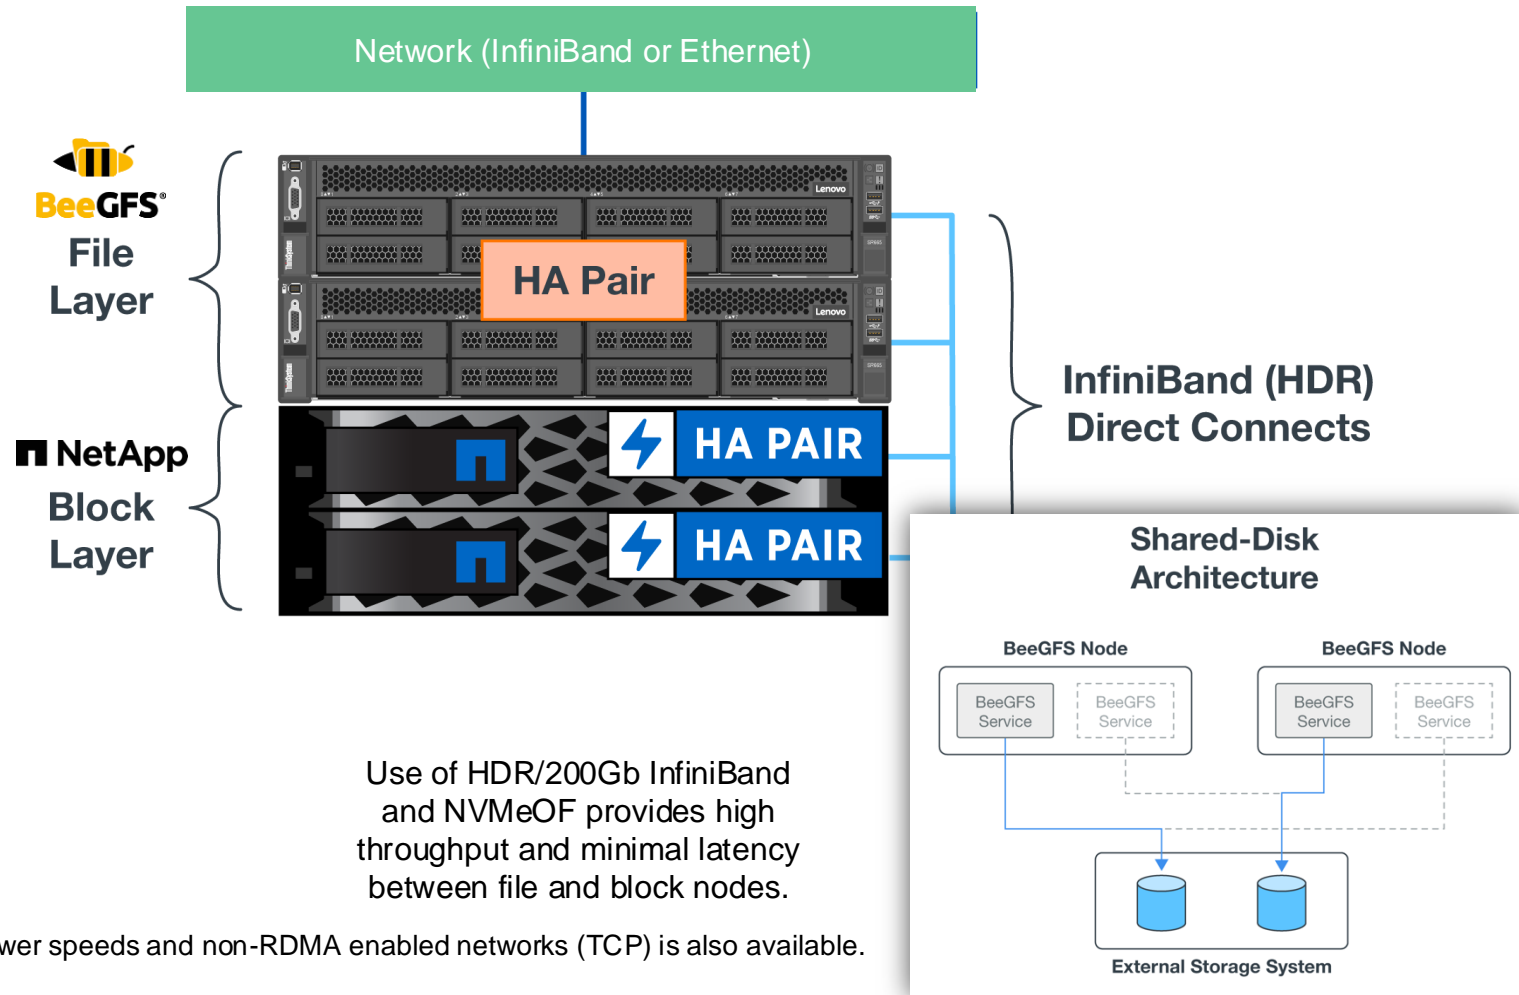 Network (InfiniBand or Ethernet)
BeeGFS®
File
Layer
Lenovo
HA Pair
ThinkSystem
Lenovo
ThinkSystem
NetApp
Block
Layer
HA PAIR
HA PAIR
InfiniBand (HDR)
Direct Connects
Shared-Disk
Architecture
BeeGFS Node
BeeGFS Node
BeeGFS
Service
BeeGFS
Service
BeeGFS
Service
BeeGFS
Service
External Storage System
Use of HDR/200Gb InfiniBand
and NVMeOF provides high
throughput and minimal latency
between file and block nodes.
wer speeds and non-RDMA enabled networks (TCP) is also available.